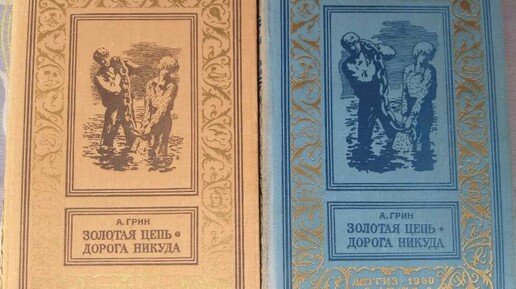 А. ГРИН
ЗОЛОТАЯ ЦЕПЬ •
ДОРОГА НИКУДА
А. ГРИН
ЗОЛОТАЯ ЦЕПЬ •
ДОРОГА НИКУДА
ДЕТГИЗ - 1960